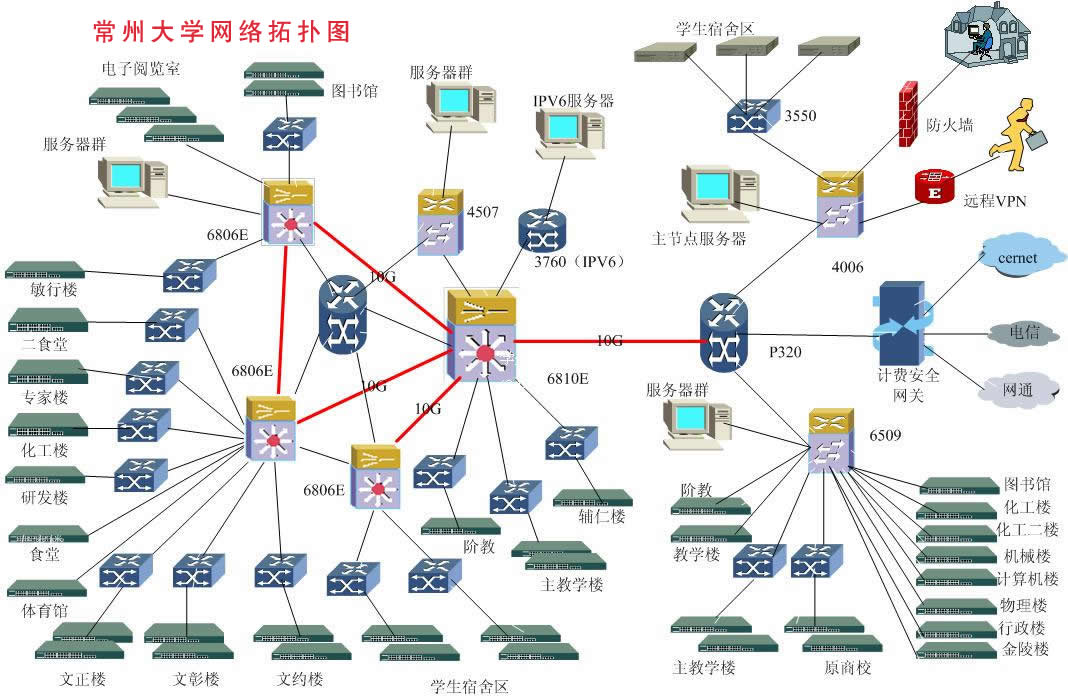 常州大学网络拓扑图
电子阅览室
图书馆
服务器群
服务器群
IPV6服务器
学生宿舍区
3550
防火墙
远程VPN
E
主节点服务器
4006
4507
3760（IPV6）
6806E
10G
敏行楼
二食堂
专家楼
化工楼
研发楼
食堂
体育馆
6806E
10G
10G
6806E
6810E
10G
P320
cernet
电信
网通
计费安全
网关
服务器群
6509
阶教
教学楼
主教学楼
原商校
图书馆
化工楼
化工二楼
机械楼
计算机楼
物理楼
行政楼
金陵楼
辅仁楼
阶教
主教学楼
文正楼
文彰楼
文约楼
学生宿舍区